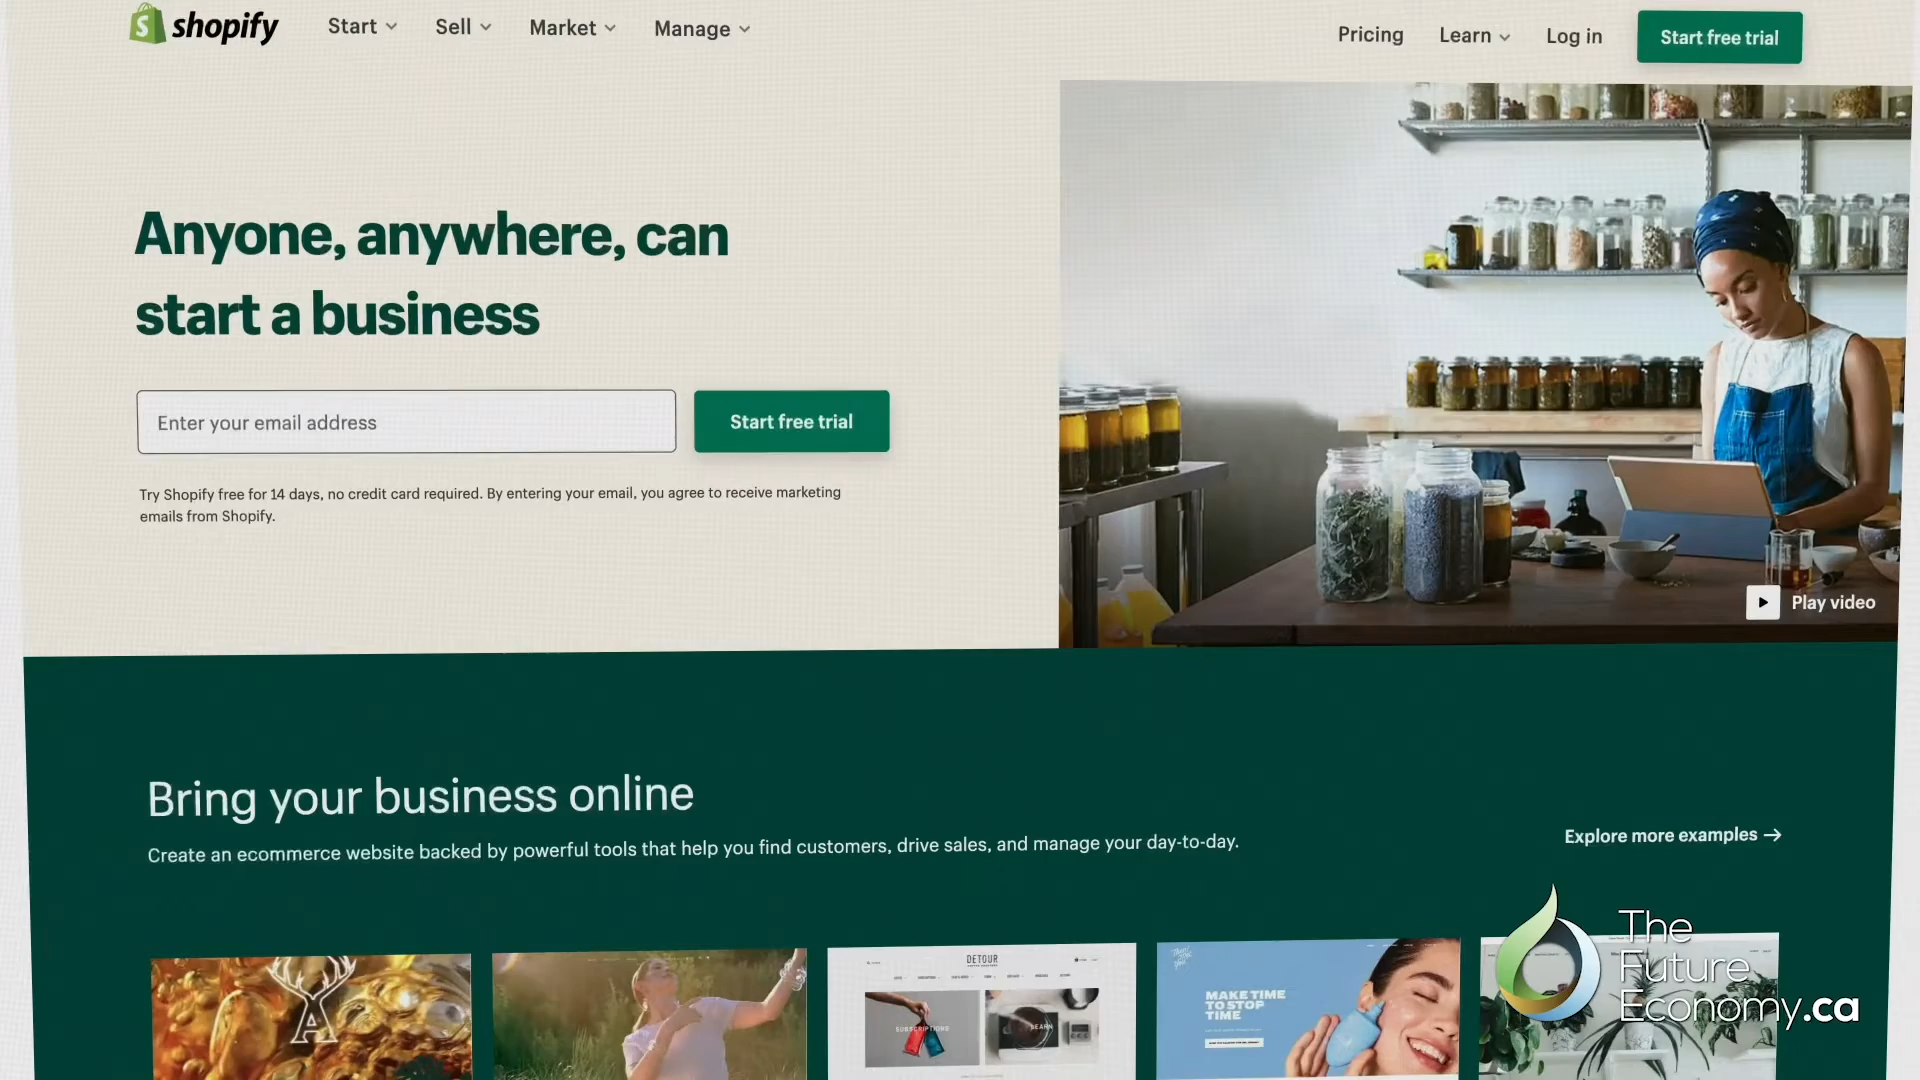 shopify
Start
Sell
Market
Manage
Pricing
Learn
Log in
Start free trial
Anyone, anywhere, can
start a business
Enter your email address
Start free trial
Try Shopify free for 14 days, no credit card required. By entering your email, you agree to receive marketing
emails from Shopify.
Play video
Bring your business online
Create an ecommerce website backed by powerful tools that help you find customers, drive sales, and manage your day-to-day.
Explore more examples →
DETOUR
SUBSCRIPTIONS
LEARN
MAKE TIME
TO STOP
TIME
The
Future
Economy.ca